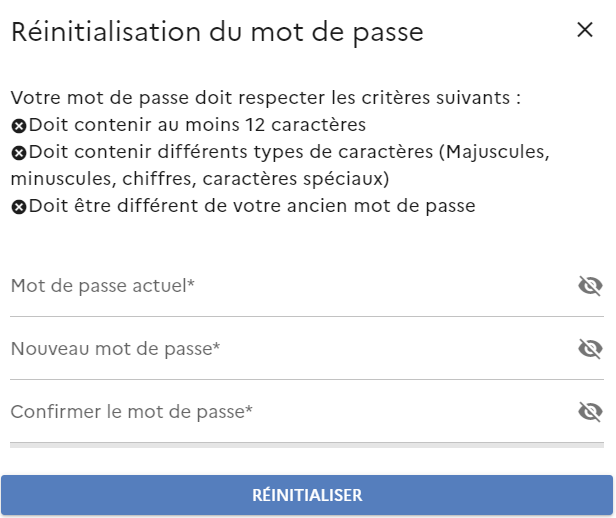 Réinitialisation du mot de passe
Votre mot de passe doit respecter les critères suivants :
Doit contenir au moins 12 caractères
Doit contenir différents types de caractères (Majuscules,
minuscules, chiffres, caractères spéciaux)
Doit être différent de votre ancien mot de passe
Mot de passe actuel*
Nouveau mot de passe*
Confirmer le mot de passe*
RÉINITIALISER